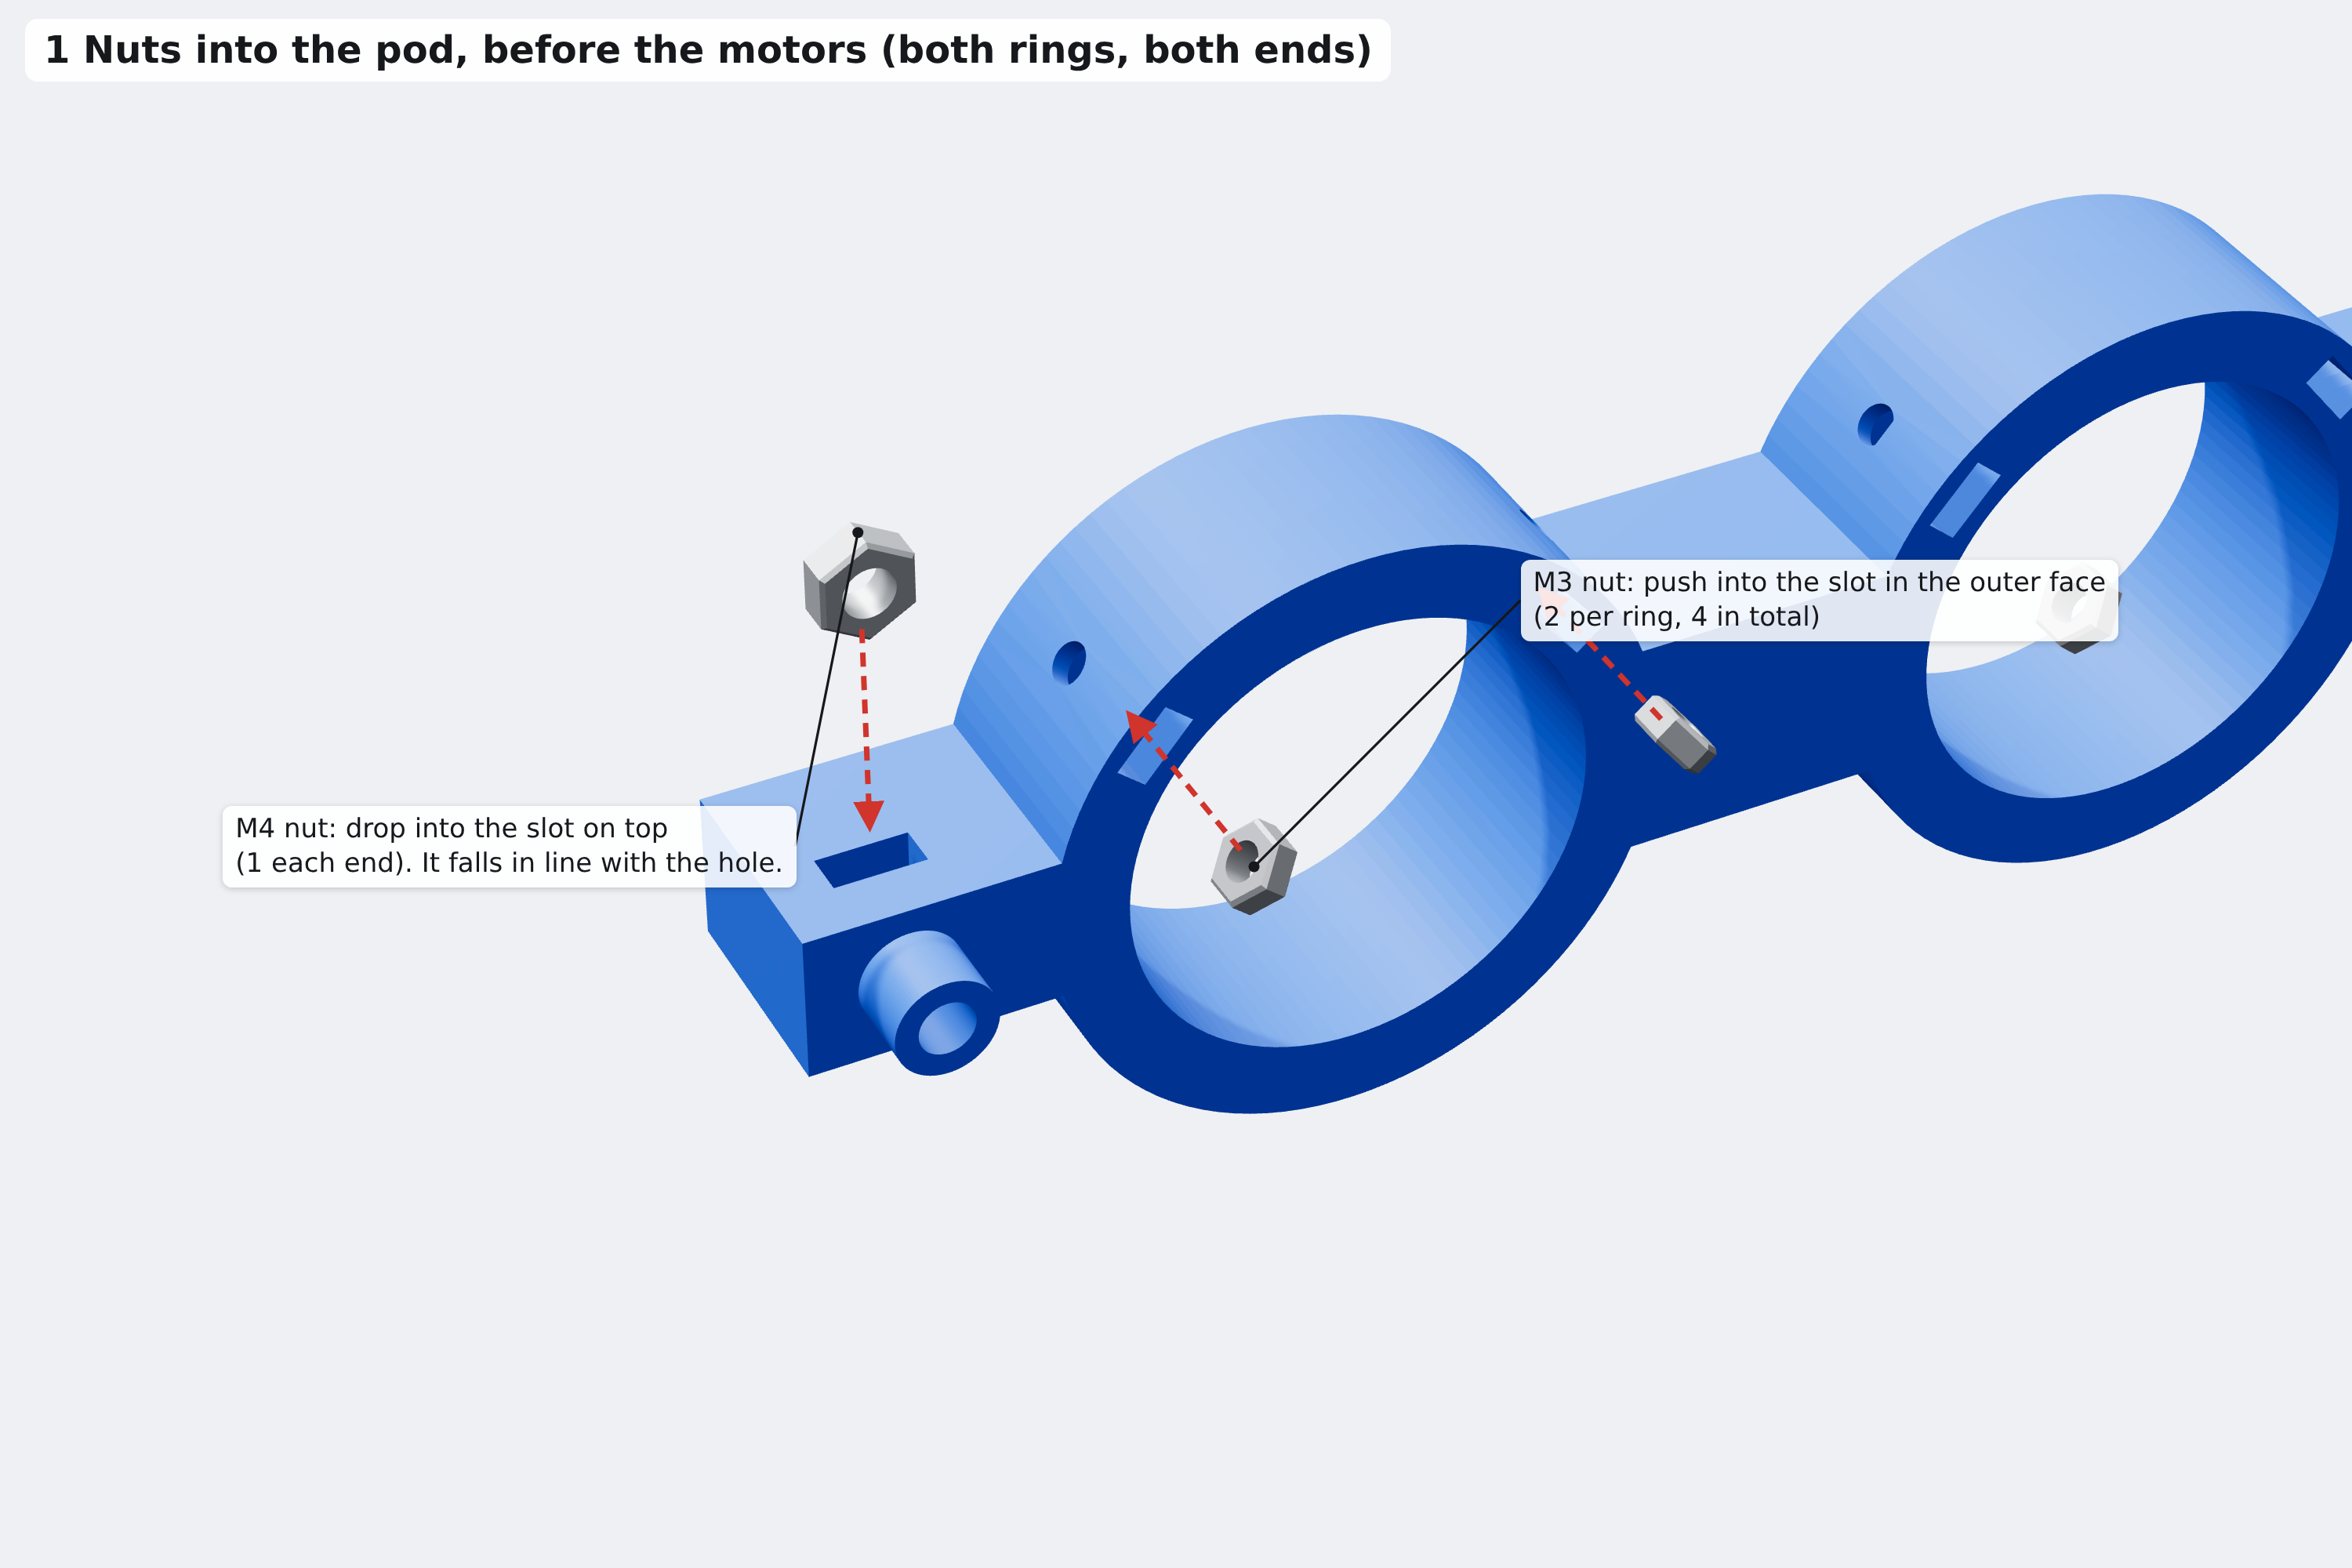 1 Nuts into the pod, before the motors (both rings, both ends)
M3 nut: push into the slot in the outer face
(2 per ring, 4 in total)
M4 nut: drop into the slot on top
(1 each end). It falls in line with the hole.